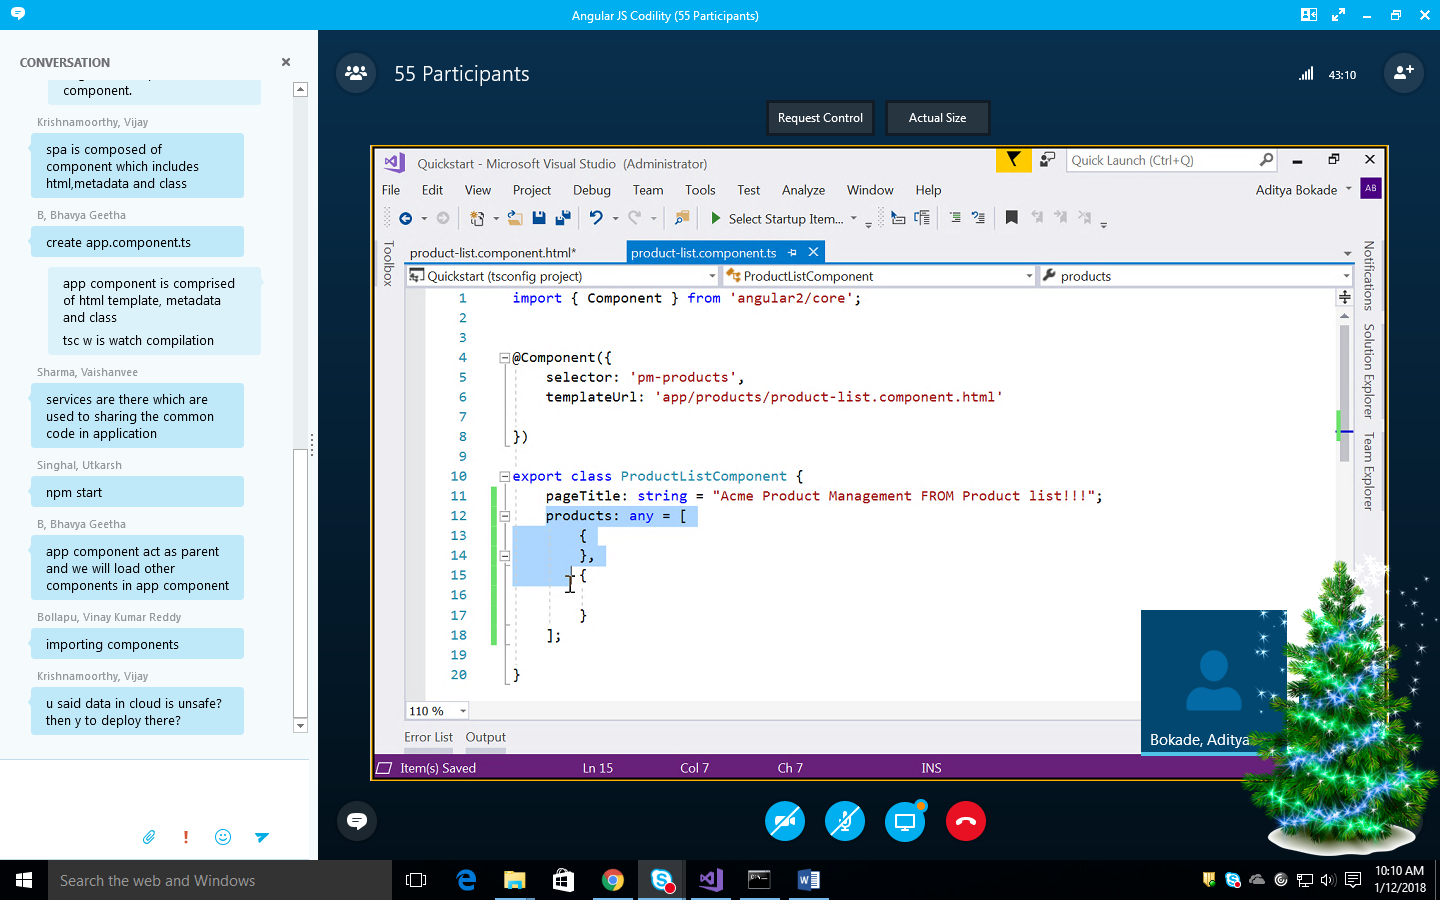 Angular JS Codility (55 Participants)
CONVERSATION
component.
Krishnamoorthy, Vijay
spa is composed of
component which includes
html,metadata and class
B, Bhavya Geetha
create app.component.ts
app component is comprised
of html template, metadata
and class
tsc w is watch compilation
Sharma, Vaishanvee
services are there which are
used to sharing the common
code in application
Singhal, Utkarsh
npm start
B, Bhavya Geetha
app component act as parent
and we will load other
components in app component
Bollapu, Vinay Kumar Reddy
importing components
Krishnamoorthy, Vijay
u said data in cloud is unsafe?
then y to deploy there?
55 Participants
43:10
Request Control
Actual Size
Quickstart - Microsoft Visual Studio (Administrator)
Quick Launch (Ctrl+Q)
File Edit View Project Debug Team Tools Test Analyze Window Help
Aditya Bokade
AB
Select Startup Item...
Toolbox
product-list.component.html*
product-list.component.ts
Quickstart (tsconfig project)
ProductListComponent
products
1 import { Component } from 'angular2/core';
2
3
4 @Component({
5 selector: 'pm-products',
6 templateUrl: 'app/products/product-list.component.html'
7
8 })
9
10 export class ProductListComponent {
11 pageTitle: string = "Acme Product Management FROM Product list!!!";
12 products: any = [
13 {
14 },
15 {
16
17 }
18 ];
19
20 }
Notifications
Solution Explorer
Team Explorer
110 %
Error List Output
Item(s) Saved
Ln 15
Col 7
Ch 7
INS
Bokade, Aditya
Search the web and Windows
10:10 AM
1/12/2018